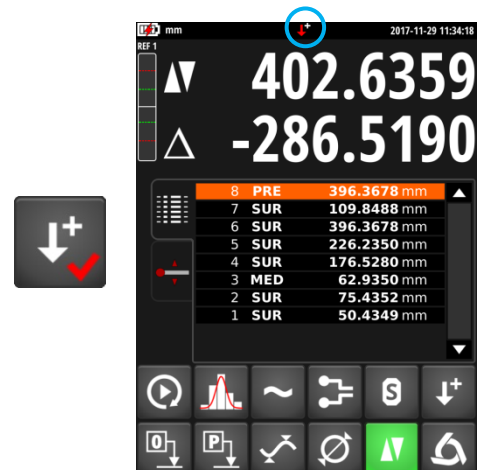 mm 2017-11-29 11:34:18
REF 1
402.6359
-286.5190
8 PRE 396.3678 mm
7 SUR 109.8488 mm
6 SUR 396.3678 mm
5 SUR 226.2350 mm
4 SUR 176.5280 mm
3 MED 62.9350 mm
2 SUR 75.4352 mm
1 SUR 50.4349 mm
S
0 P